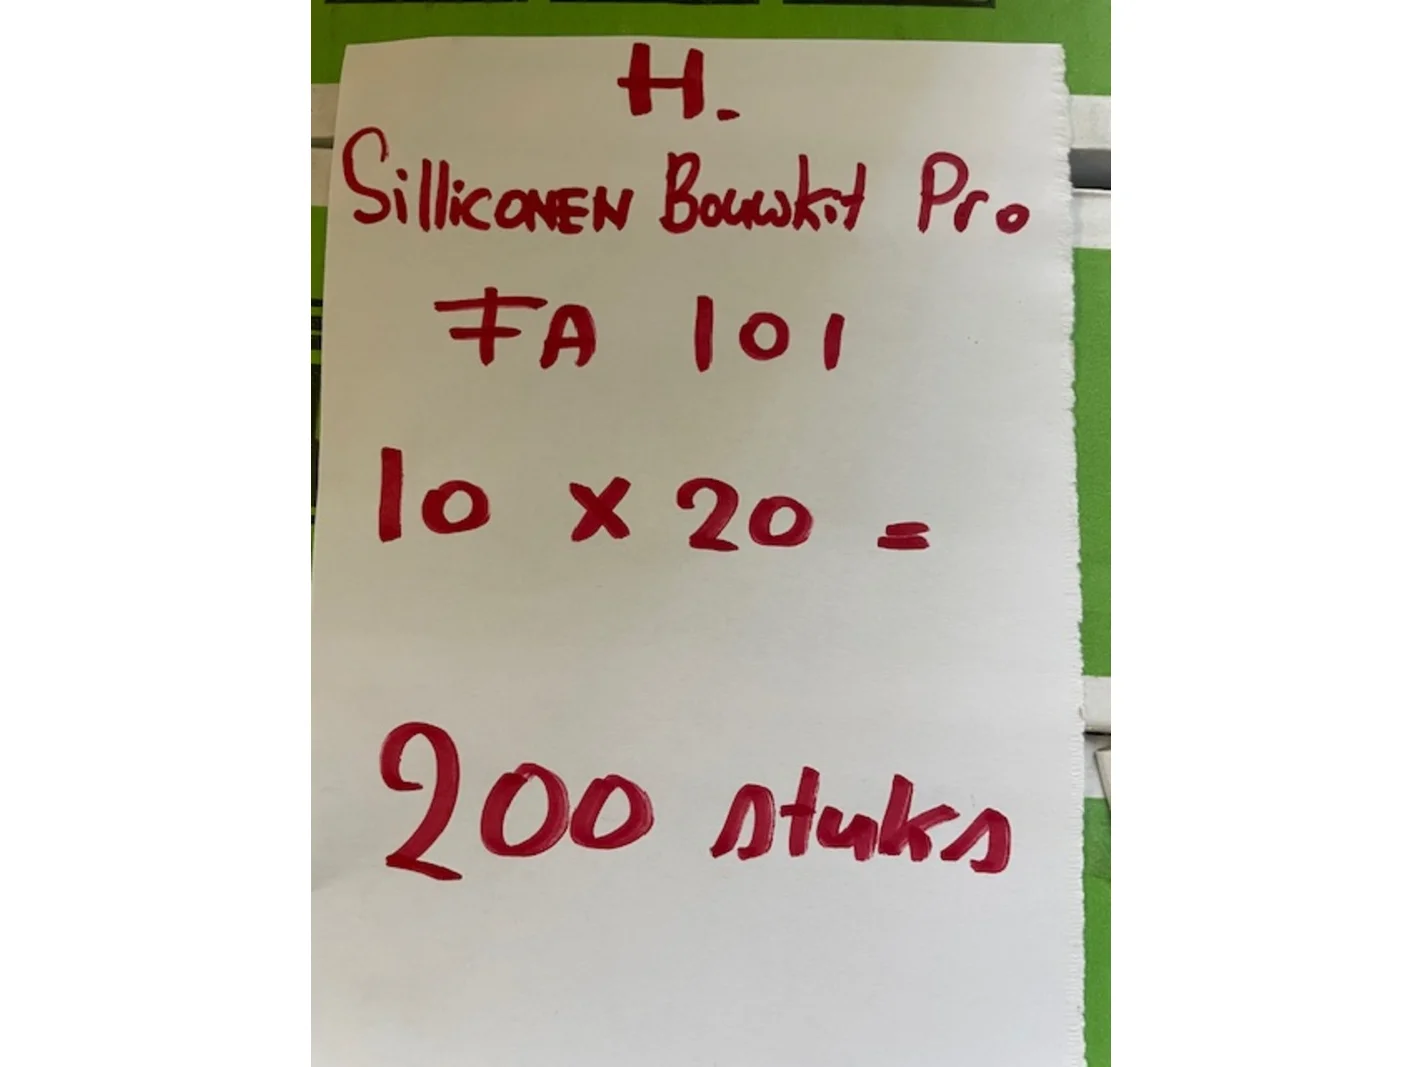 H.
Silliconen Bouwkit Pro
FA 101
10 x 20 =
200 stuks